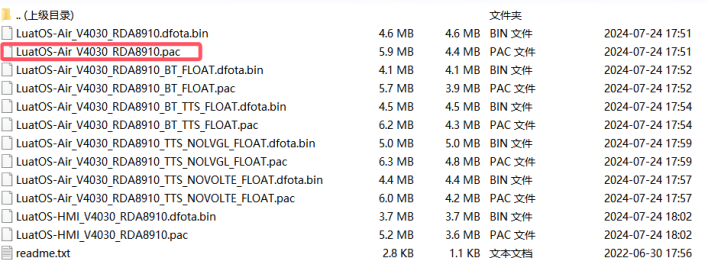 .. (上级目录) 文件夹
LuatOS-Air_V4030_RDA8910.dfota.bin 4.6 MB 4.6 MB BIN 文件 2024-07-24 17:51
LuatOS-Air_V4030_RDA8910.pac 5.9 MB 4.4 MB PAC 文件 2024-07-24 17:51
LuatOS-Air_V4030_RDA8910_BT_FLOAT.dfota.bin 4.1 MB 4.1 MB BIN 文件 2024-07-24 17:52
LuatOS-Air_V4030_RDA8910_BT_FLOAT.pac 5.7 MB 3.9 MB PAC 文件 2024-07-24 17:52
LuatOS-Air_V4030_RDA8910_BT_TTS_FLOAT.dfota.bin 4.5 MB 4.5 MB BIN 文件 2024-07-24 17:54
LuatOS-Air_V4030_RDA8910_BT_TTS_FLOAT.pac 6.2 MB 4.3 MB PAC 文件 2024-07-24 17:54
LuatOS-Air_V4030_RDA8910_TTS_NOLVGL_FLOAT.dfota.bin 5.0 MB 5.0 MB BIN 文件 2024-07-24 17:59
LuatOS-Air_V4030_RDA8910_TTS_NOLVGL_FLOAT.pac 6.3 MB 4.8 MB PAC 文件 2024-07-24 17:59
LuatOS-Air_V4030_RDA8910_TTS_NOVOLTE_FLOAT.dfota.bin 4.4 MB 4.4 MB BIN 文件 2024-07-24 17:57
LuatOS-Air_V4030_RDA8910_TTS_NOVOLTE_FLOAT.pac 6.0 MB 4.2 MB PAC 文件 2024-07-24 17:57
LuatOS-HMI_V4030_RDA8910.dfota.bin 3.7 MB 3.7 MB BIN 文件 2024-07-24 18:02
LuatOS-HMI_V4030_RDA8910.pac 5.2 MB 3.6 MB PAC 文件 2024-07-24 18:02
readme.txt 2.8 KB 1.1 KB 文本文档 2022-06-30 17:56